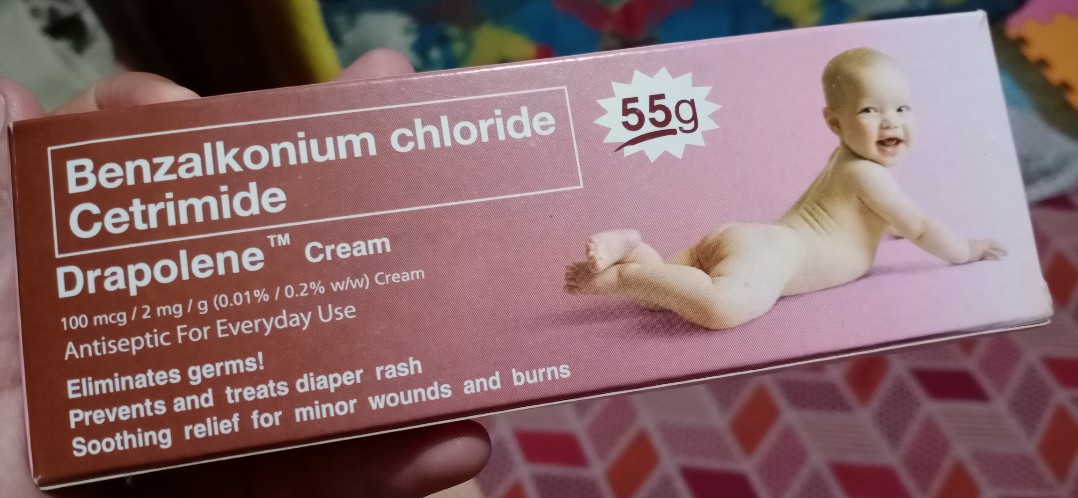 Benzalkonium chloride
Cetrimide
55g
Drapolene™ Cream
100 mcg / 2 mg / g (0.01% / 0.2% w/w) Cream
Antiseptic For Everyday Use
Eliminates germs!
Prevents and treats diaper rash
Soothing relief for minor wounds and burns